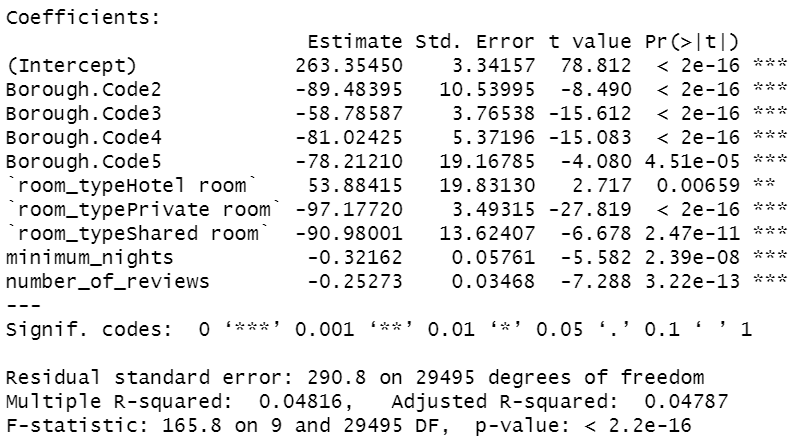 Coefficients:
                         Estimate Std. Error t value Pr(>|t|)
(Intercept)             263.35450    3.34157  78.812  < 2e-16 ***
Borough.Code2           -89.48395   10.53995  -8.490  < 2e-16 ***
Borough.Code3           -58.78587    3.76538 -15.612  < 2e-16 ***
Borough.Code4           -81.02425    5.37196 -15.083  < 2e-16 ***
Borough.Code5           -78.21210   19.16785  -4.080 4.51e-05 ***
`room_typeHotel room`    53.88415   19.83130   2.717  0.00659 **
`room_typePrivate room` -97.17720    3.49315 -27.819  < 2e-16 ***
`room_typeShared room`  -90.98001   13.62407  -6.678 2.47e-11 ***
minimum_nights           -0.32162    0.05761  -5.582 2.39e-08 ***
number_of_reviews        -0.25273    0.03468  -7.288 3.22e-13 ***
---
Signif. codes:  0 ‘***’ 0.001 ‘**’ 0.01 ‘*’ 0.05 ‘.’ 0.1 ‘ ’ 1

Residual standard error: 290.8 on 29495 degrees of freedom
Multiple R-squared:  0.04816,	Adjusted R-squared:  0.04787
F-statistic: 165.8 on 9 and 29495 DF,  p-value: < 2.2e-16